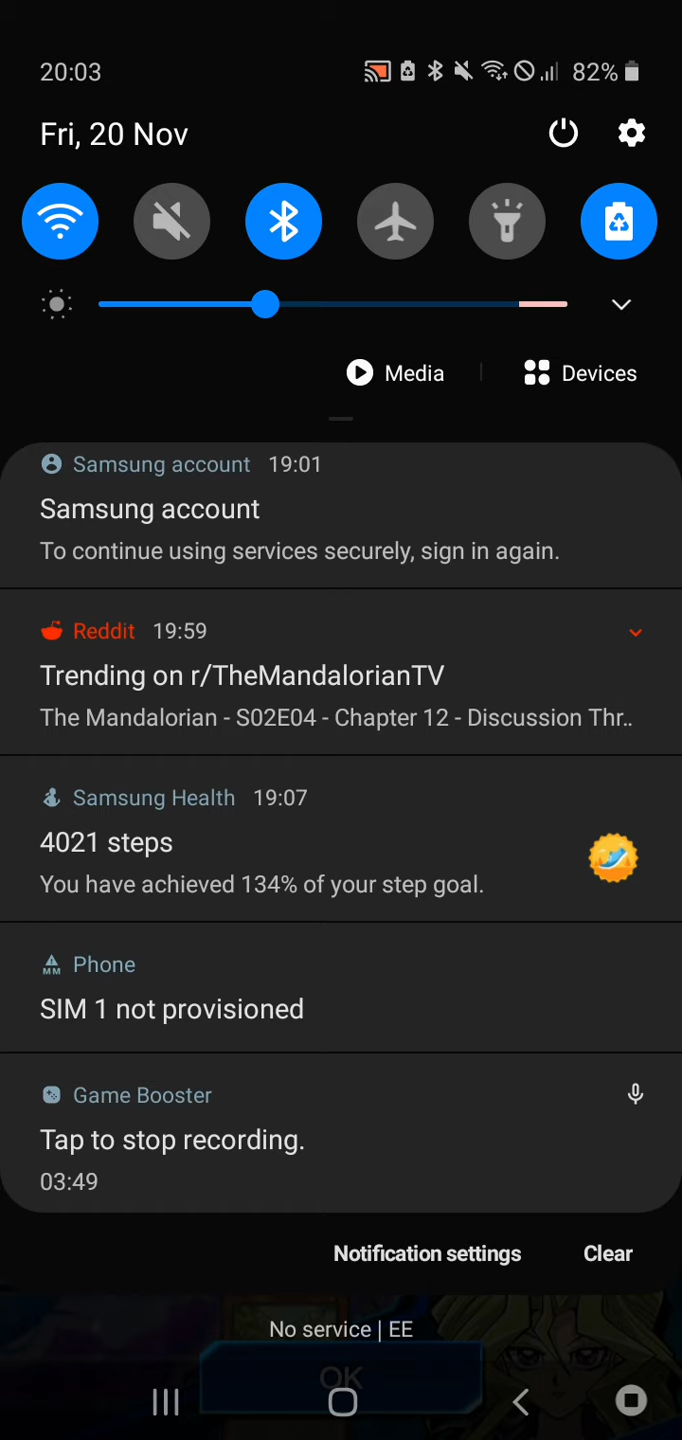 20:03 82%
Fri, 20 Nov
Media Devices
Samsung account 19:01
Samsung account
To continue using services securely, sign in again.
Reddit 19:59
Trending on r/TheMandalorianTV
The Mandalorian - S02E04 - Chapter 12 - Discussion Thr..
Samsung Health 19:07
4021 steps
You have achieved 134% of your step goal.
MM Phone
SIM 1 not provisioned
Game Booster
Tap to stop recording.
03:49
Notification settings Clear
No service | EE
OK